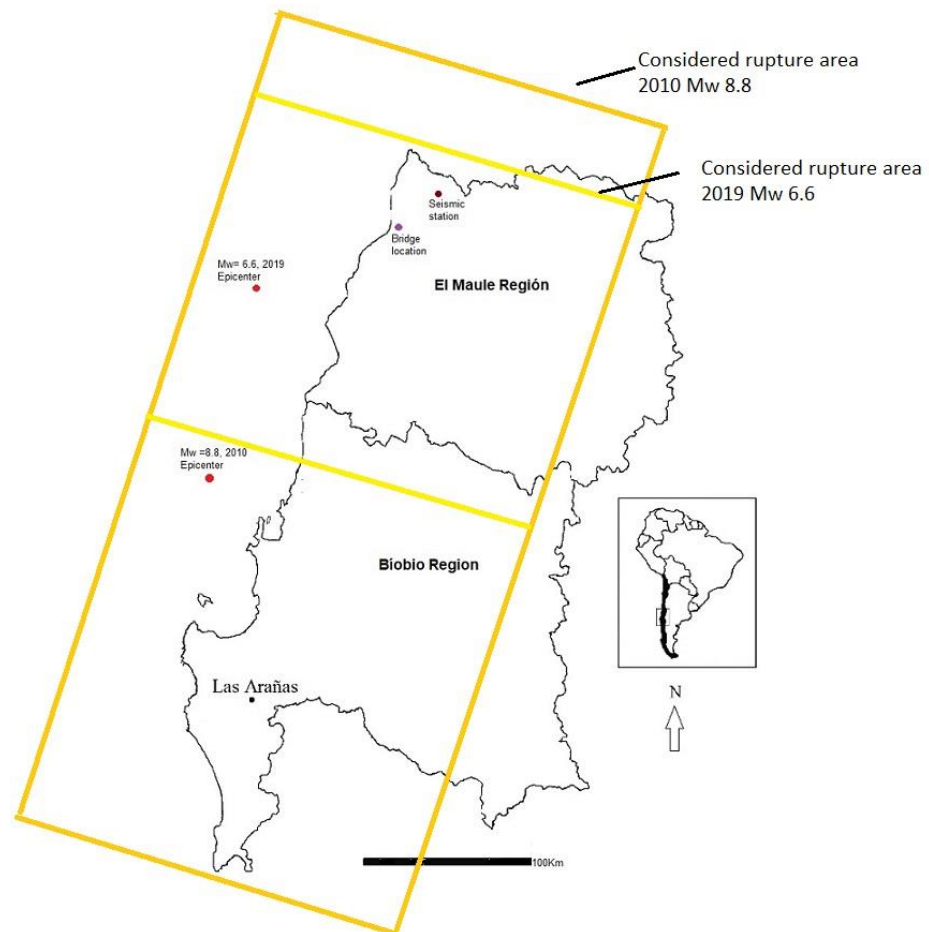 Considered rupture area
2010 Mw 8.8
Considered rupture area
2019 Mw 6.6
Seismic
station
Bridge
location
Mw= 6.6, 2019
Epicenter
El Maule Región
Mw =8.8, 2010
Epicenter
Biobio Region
Las Arañas
N
100Km